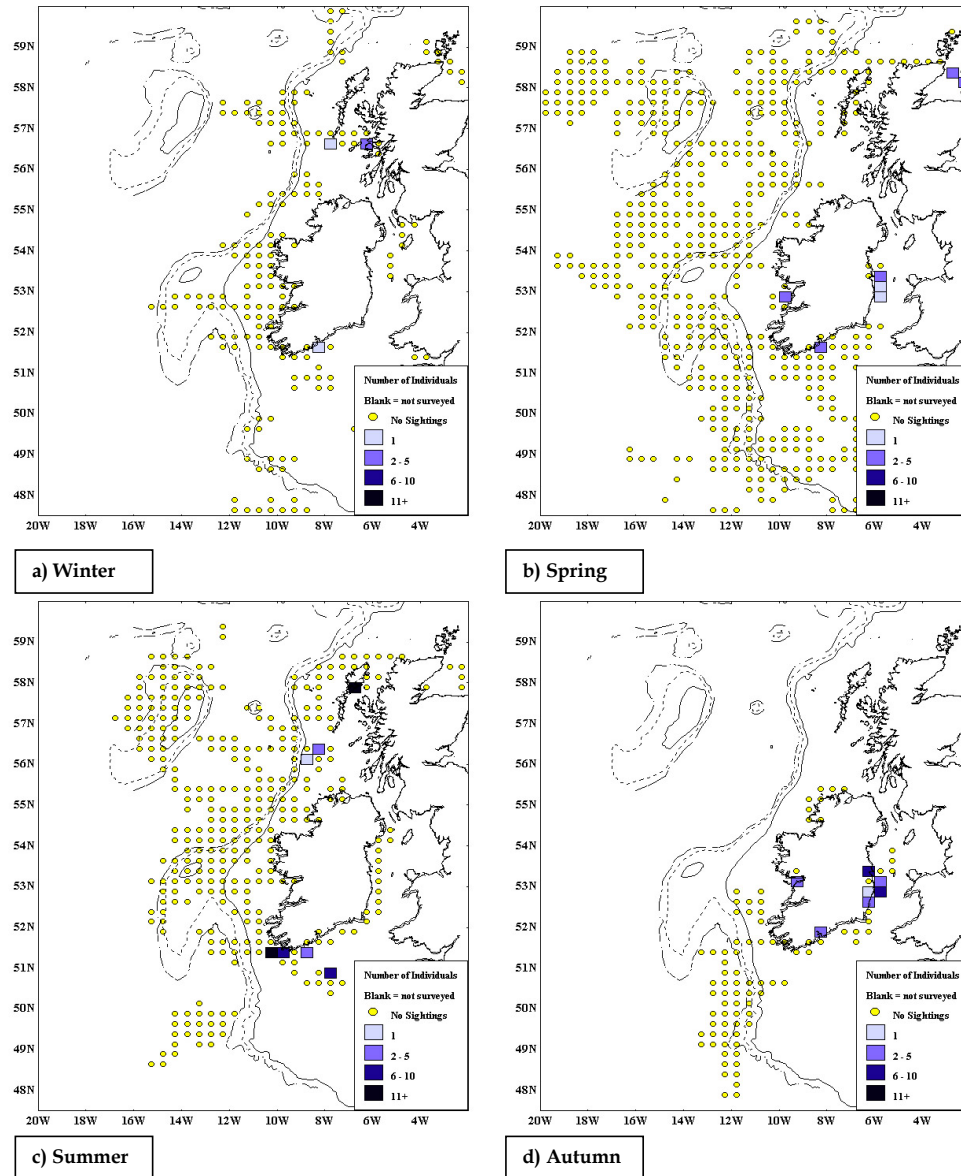 59N
58N
57N
56N
55N
54N
53N
52N
51N
50N
49N
48N
Number of Individuals
Blank = not surveyed
No Sightings
1
2 - 5
6 - 10
11+
20W 18W 16W 14W 12W 10W 8W 6W 4W
a) Winter
59N
58N
57N
56N
55N
54N
53N
52N
51N
50N
49N
48N
Number of Individuals
Blank = not surveyed
No Sightings
1
2 - 5
6 - 10
11+
20W 18W 16W 14W 12W 10W 8W 6W 4W
b) Spring
59N
58N
57N
56N
55N
54N
53N
52N
51N
50N
49N
48N
Number of Individuals
Blank = not surveyed
No Sightings
1
2 - 5
6 - 10
11+
20W 18W 16W 14W 12W 10W 8W 6W 4W
c) Summer
59N
58N
57N
56N
55N
54N
53N
52N
51N
50N
49N
48N
Number of Individuals
Blank = not surveyed
No Sightings
1
2 - 5
6 - 10
11+
20W 18W 16W 14W 12W 10W 8W 6W 4W
d) Autumn